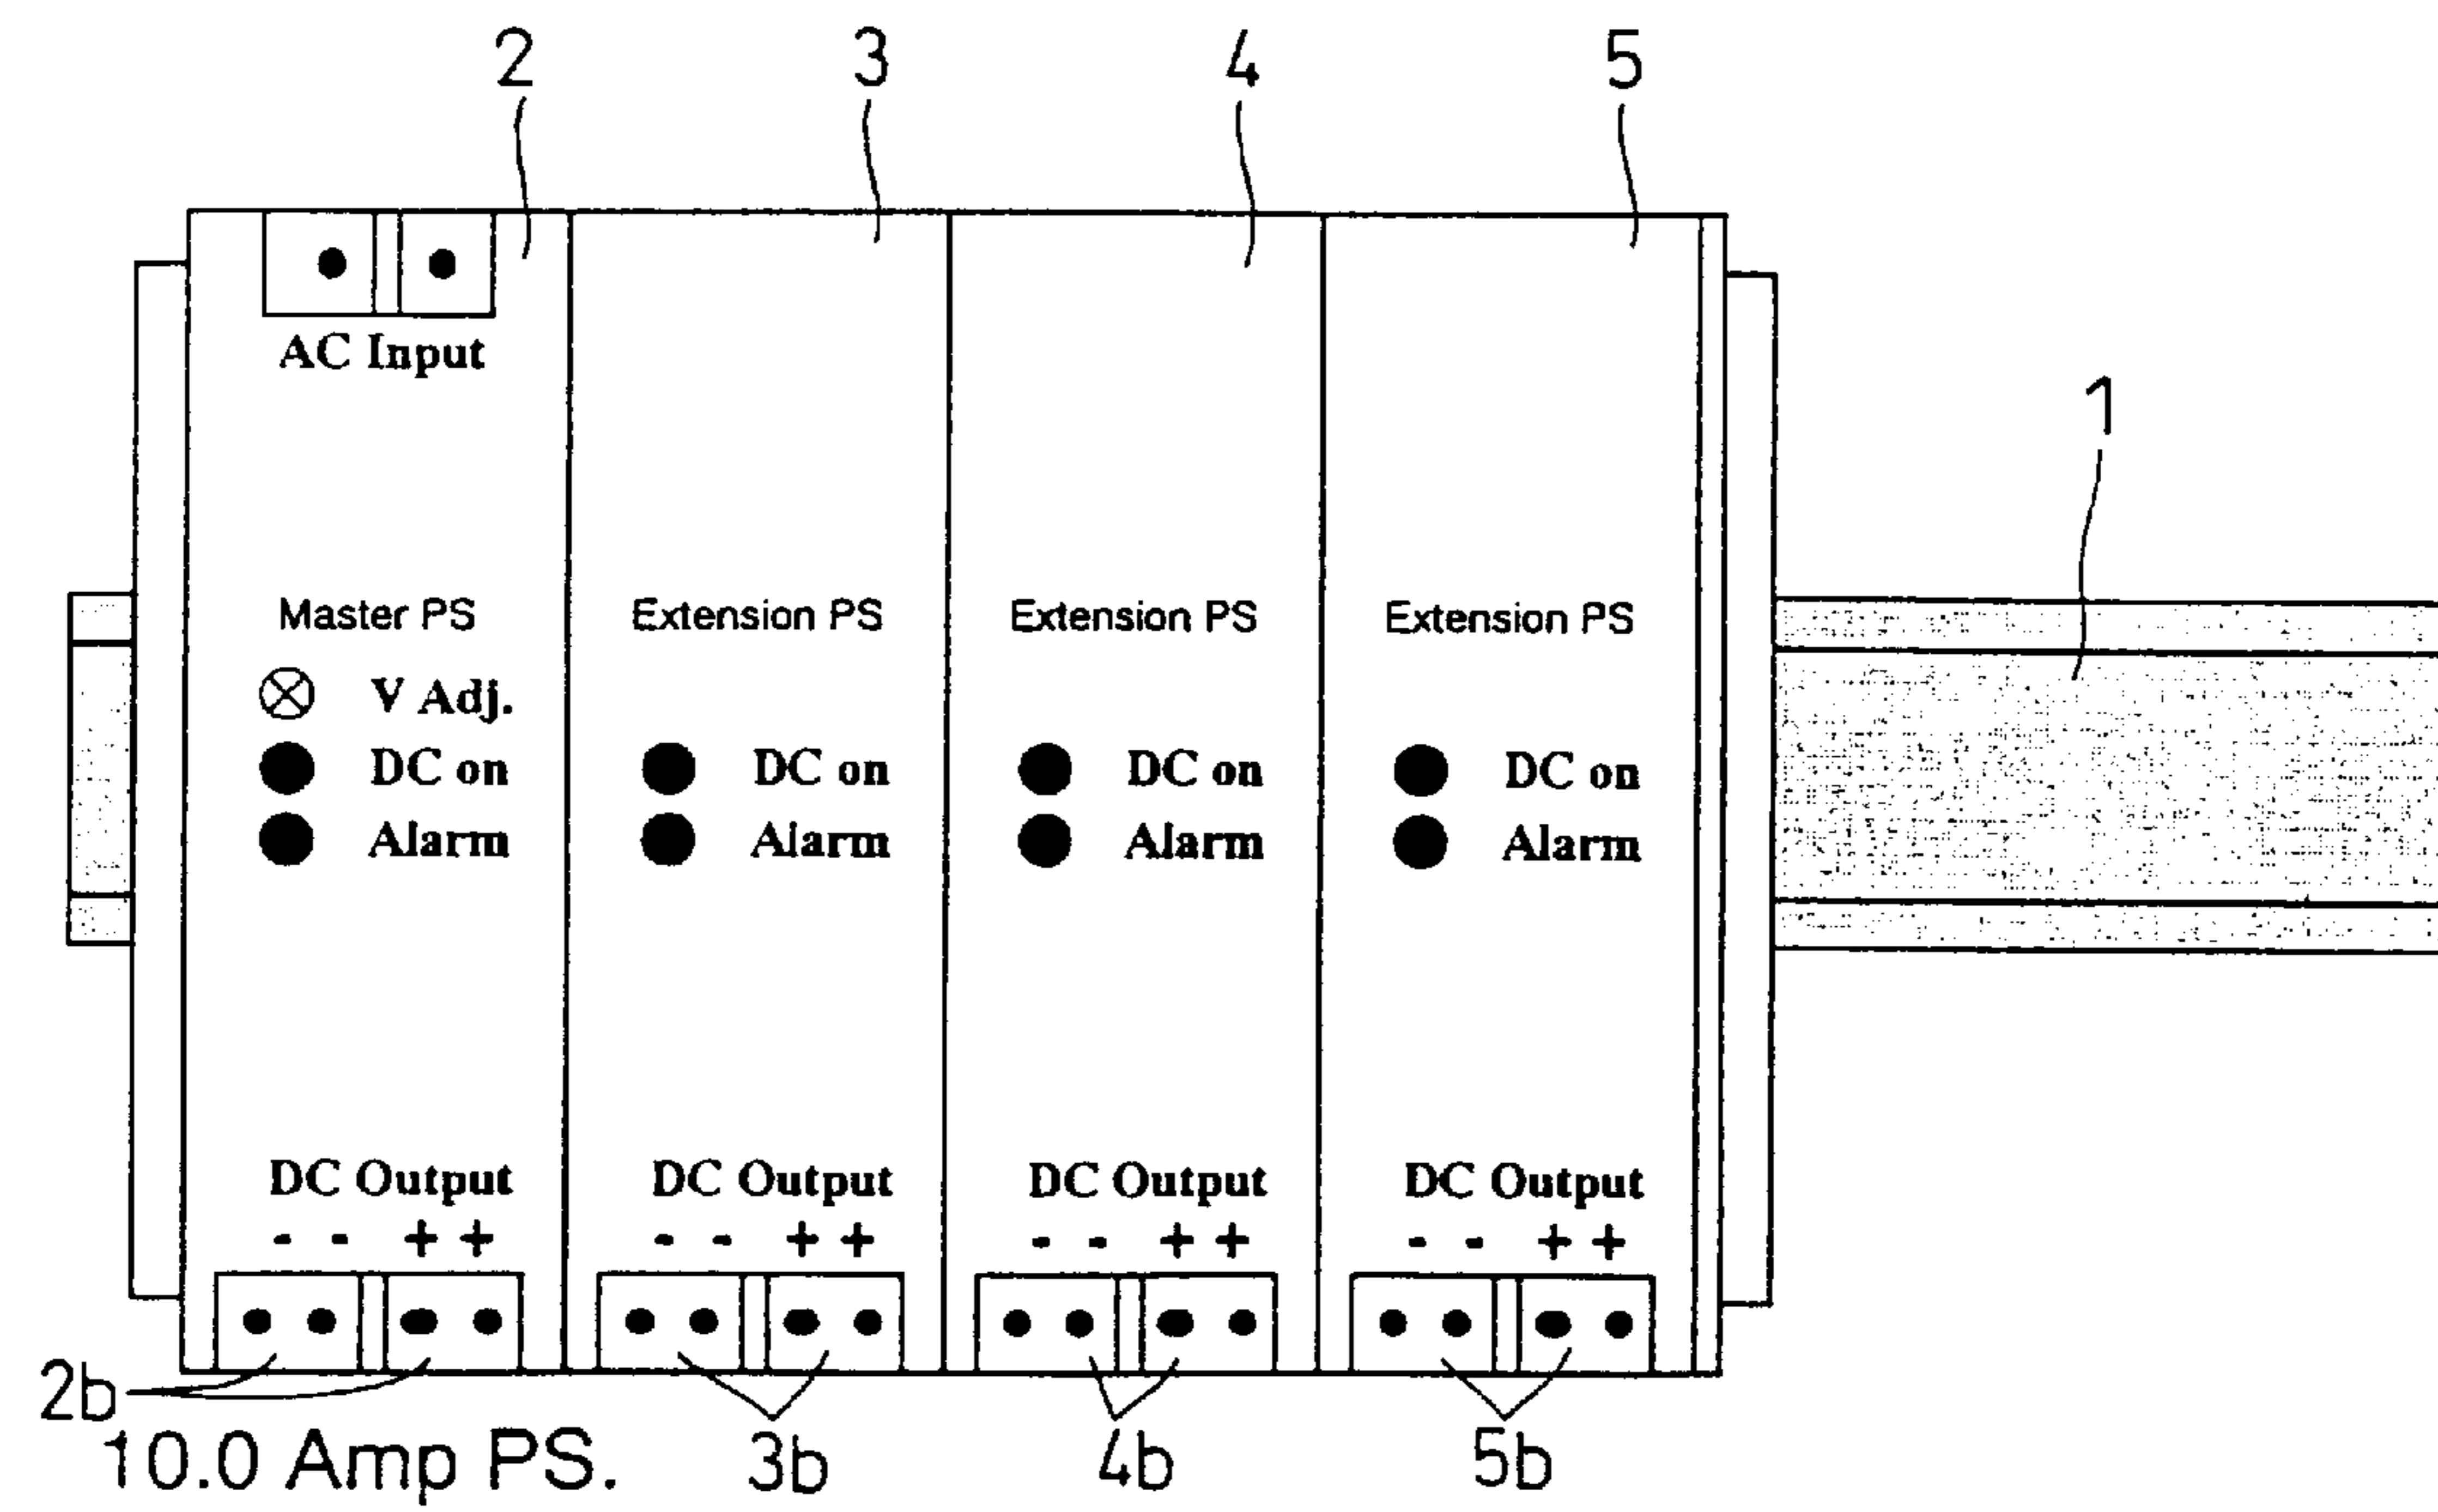 2 3 4 5
1
AC Input
Master PS Extension PS Extension PS Extension PS
V Adj.
DC on DC on DC on DC on
Alarm Alarm Alarm Alarm
DC Output DC Output DC Output DC Output
- - + + - - + + - - + + - - + +
2b
10.0 Amp PS. 3b 4b 5b